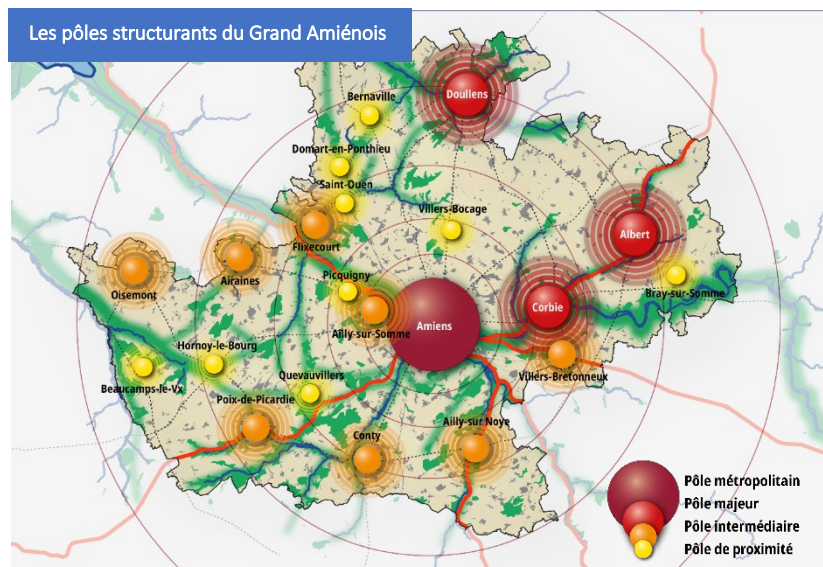 Les pôles structurants du Grand Amiénois
Doullens
Bernaville
Domart-en-Ponthieu
Saint-Ouen
Villers-Bocage
Flixecourt
Albert
Airaines
Oisemont
Picquigny
Bray-sur-Somme
Corbie
Amiens
Ailly-sur-Somme
Hornoy-le-Bourg
Villers-Bretonneux
Quevauvillers
Beaucamps-le-Vx
Poix-de-Picardie
Ailly-sur Noye
Conty
Pôle métropolitain
Pôle majeur
Pôle intermédiaire
Pôle de proximité